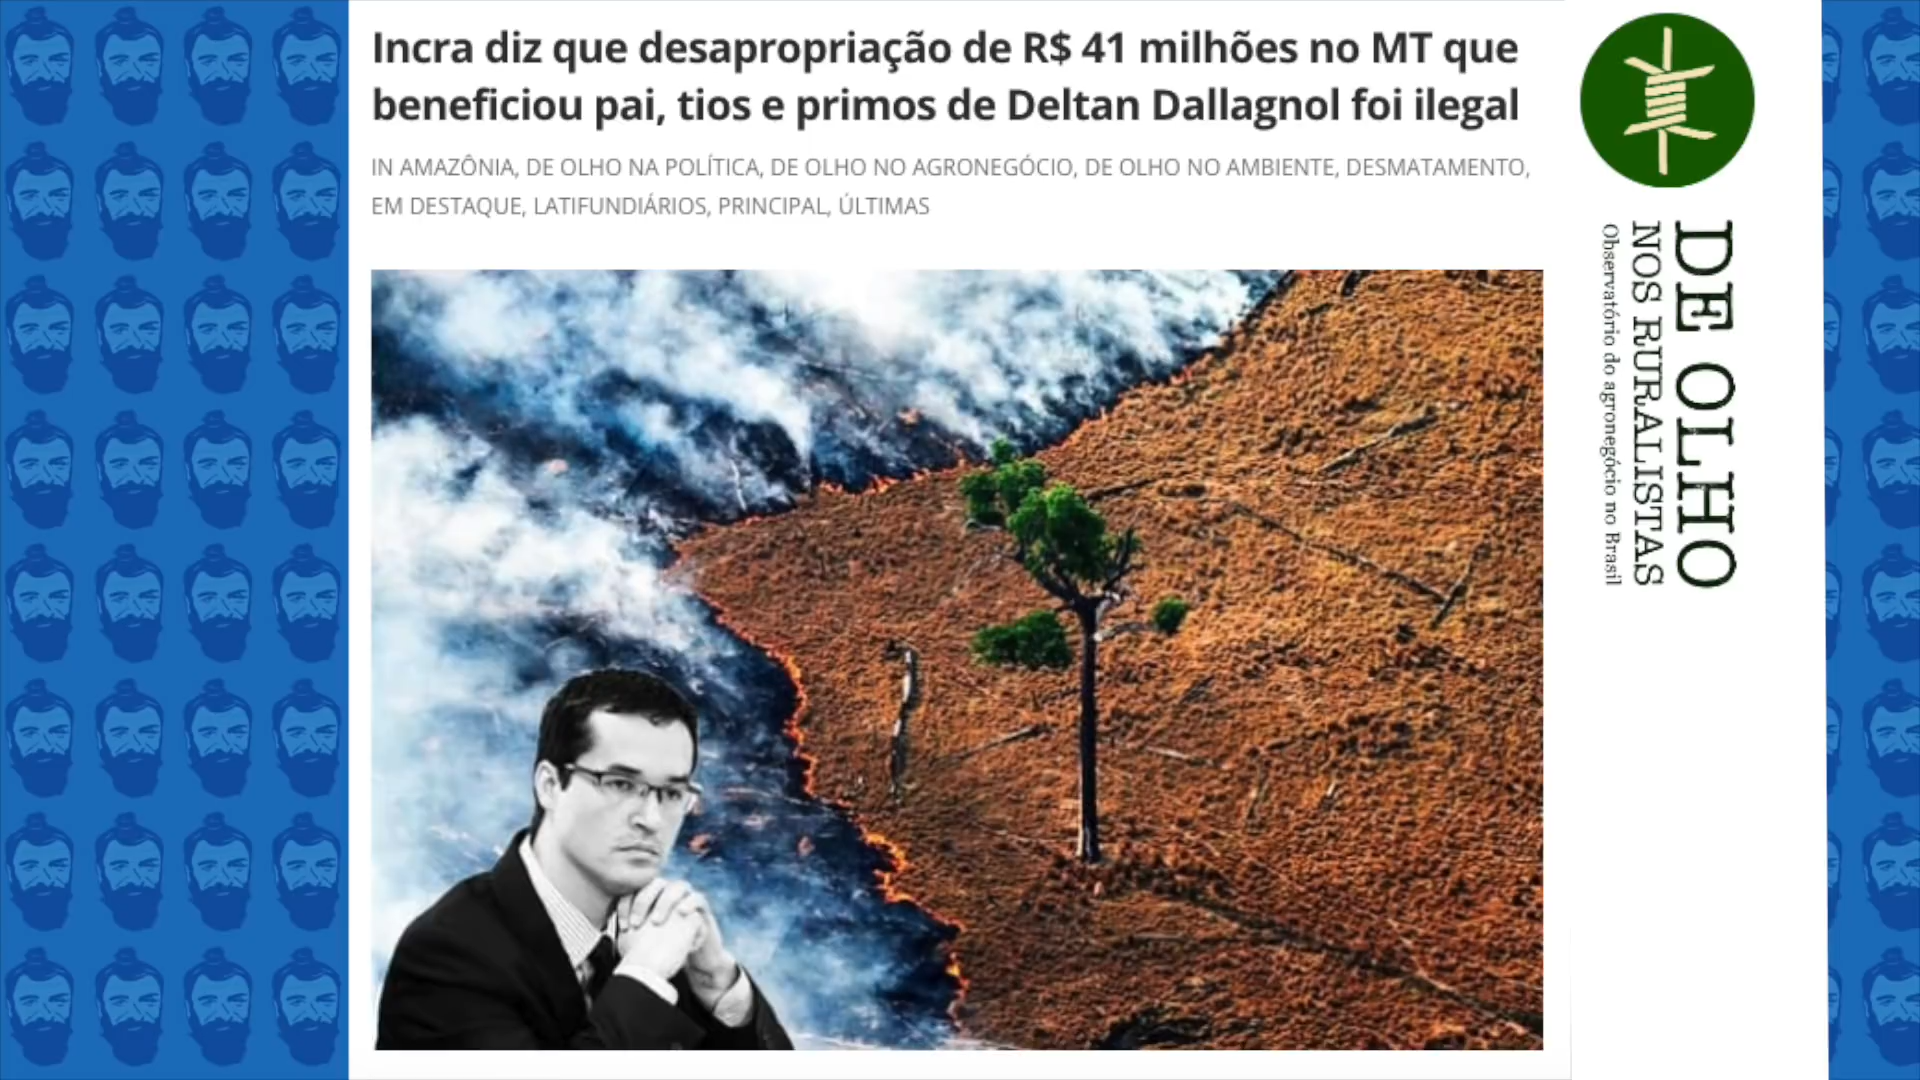 Incra diz que desapropriação de R$ 41 milhões no MT que
beneficiou pai, tios e primos de Deltan Dallagnol foi ilegal
IN AMAZÔNIA, DE OLHO NA POLÍTICA, DE OLHO NO AGRONEGÓCIO, DE OLHO NO AMBIENTE, DESMATAMENTO,
EM DESTAQUE, LATIFUNDIÁRIOS, PRINCIPAL, ÚLTIMAS
DE OLHO
NOS RURALISTAS
Observatório do agronegócio no Brasil